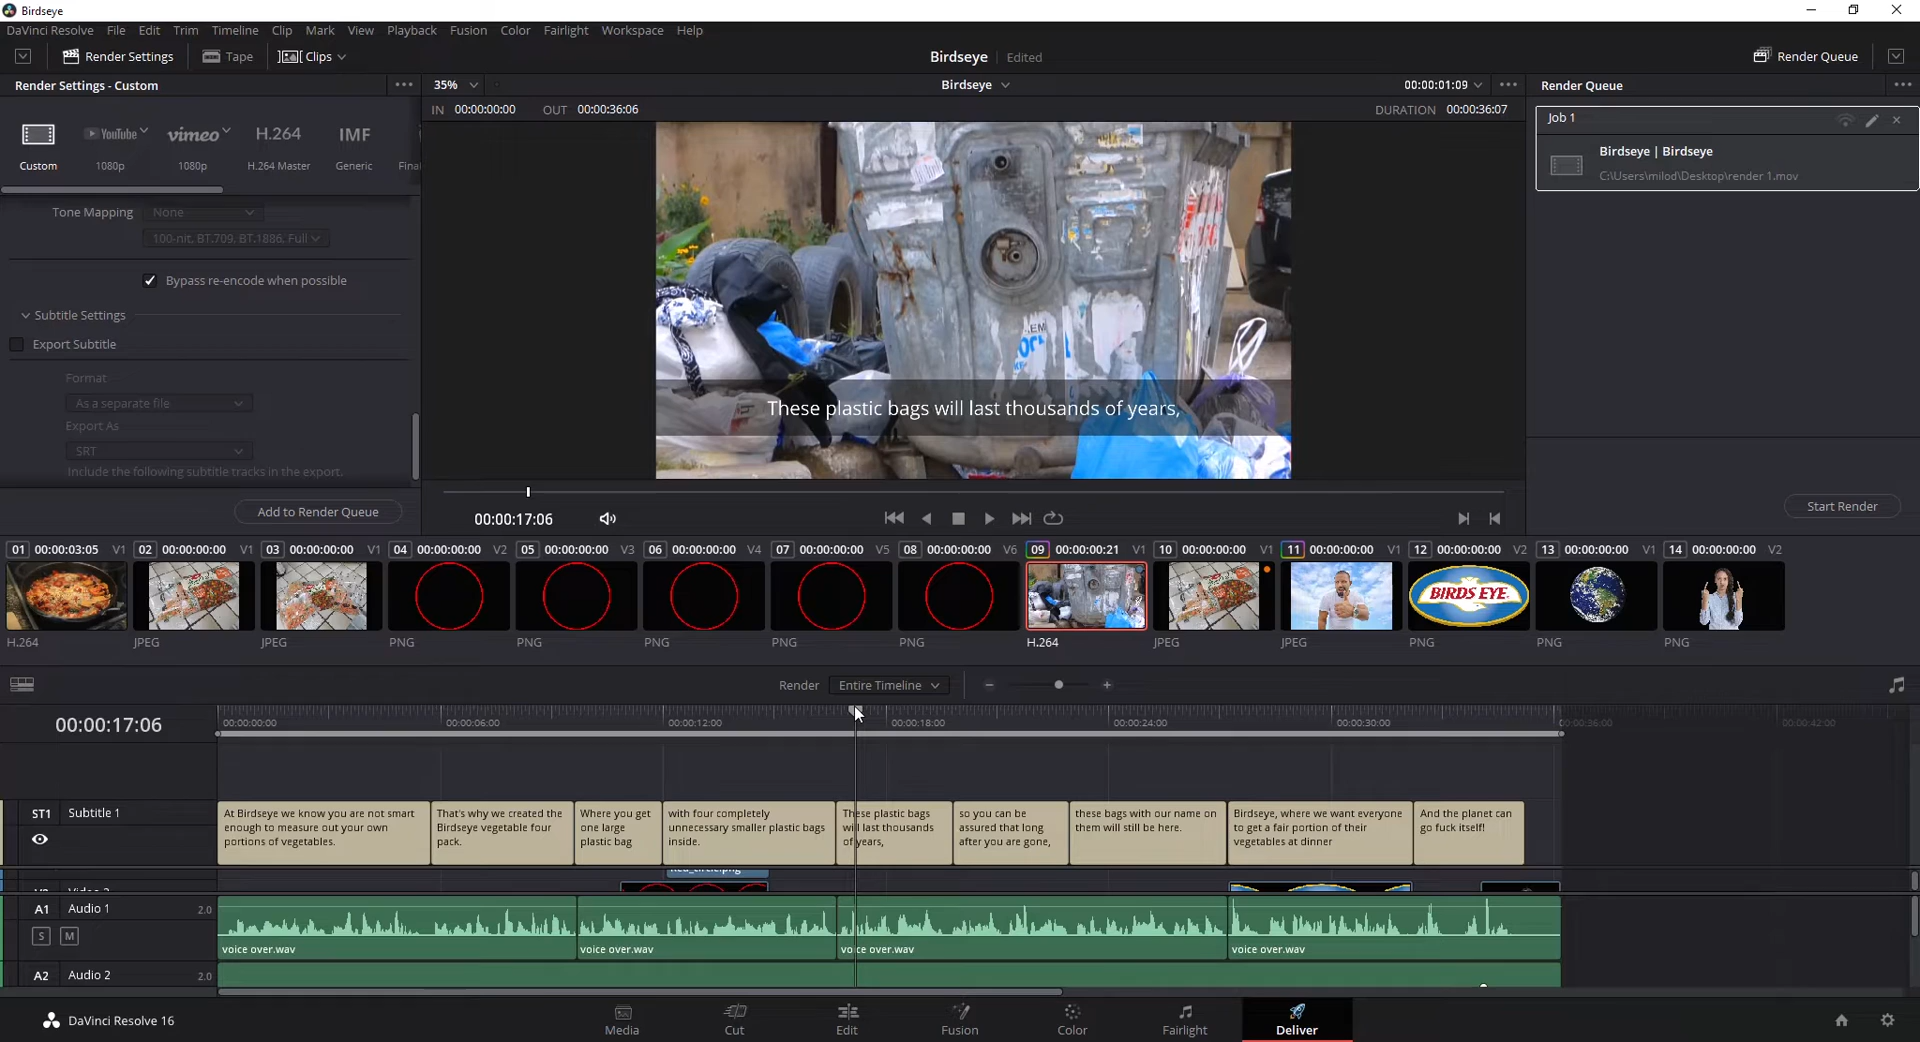 Birdseye
DaVinci Resolve File Edit Trim Timeline Clip Mark View Playback Fusion Color Fairlight Workspace Help
Render Settings Tape Clips Birdseye Edited Render Queue
Render Settings - Custom 35% Birdseye 00:00:01:09 Render Queue
IN 00:00:00:00 OUT 00:00:36:06 DURATION 00:00:36:07
Job 1
YouTube vimeo H.264 IMF
Custom 1080p 1080p H.264 Master Generic Final
Birdseye | Birdseye
C:\Users\milod\Desktop\render 1.mov
Tone Mapping None
100-nit, BT.709, BT.1886, Full
Bypass re-encode when possible
Subtitle Settings
Export Subtitle
Format
As a separate file
Export As
SRT
Include the following subtitle tracks in the export.
These plastic bags will last thousands of years,
Add to Render Queue 00:00:17:06 Start Render
01 00:00:03:05 V1 02 00:00:00:00 V1 03 00:00:00:00 V1 04 00:00:00:00 V2 05 00:00:00:00 V3 06 00:00:00:00 V4 07 00:00:00:00 V5 08 00:00:00:00 V6 09 00:00:00:21 V1 10 00:00:00:00 V1 11 00:00:00:00 V1 12 00:00:00:00 V2 13 00:00:00:00 V1 14 00:00:00:00 V2
BIRDS EYE
H.264 JPEG JPEG PNG PNG PNG PNG PNG H.264 JPEG JPEG PNG PNG PNG
Render Entire Timeline
00:00:17:06 00:00:00:00 00:00:06:00 00:00:12:00 00:00:18:00 00:00:24:00 00:00:30:00 00:00:36:00 00:00:42:00
ST1 Subtitle 1
At Birdseye we know you are not smart
enough to measure out your own
portions of vegetables.
That's why we created the
Birdseye vegetable four
pack.
Where you get
one large
plastic bag
with four completely
unnecessary smaller plastic bags
inside.
These plastic bags
will last thousands
of years,
so you can be
assured that long
after you are gone,
these bags with our name on
them will still be here.
Birdseye, where we want everyone
to get a fair portion of their
vegetables at dinner
And the planet can
go fuck itself!
A1 Audio 1 2.0
S M
voice over.wav voice over.wav voice over.wav voice over.wav
A2 Audio 2 2.0
DaVinci Resolve 16 Media Cut Edit Fusion Color Fairlight Deliver